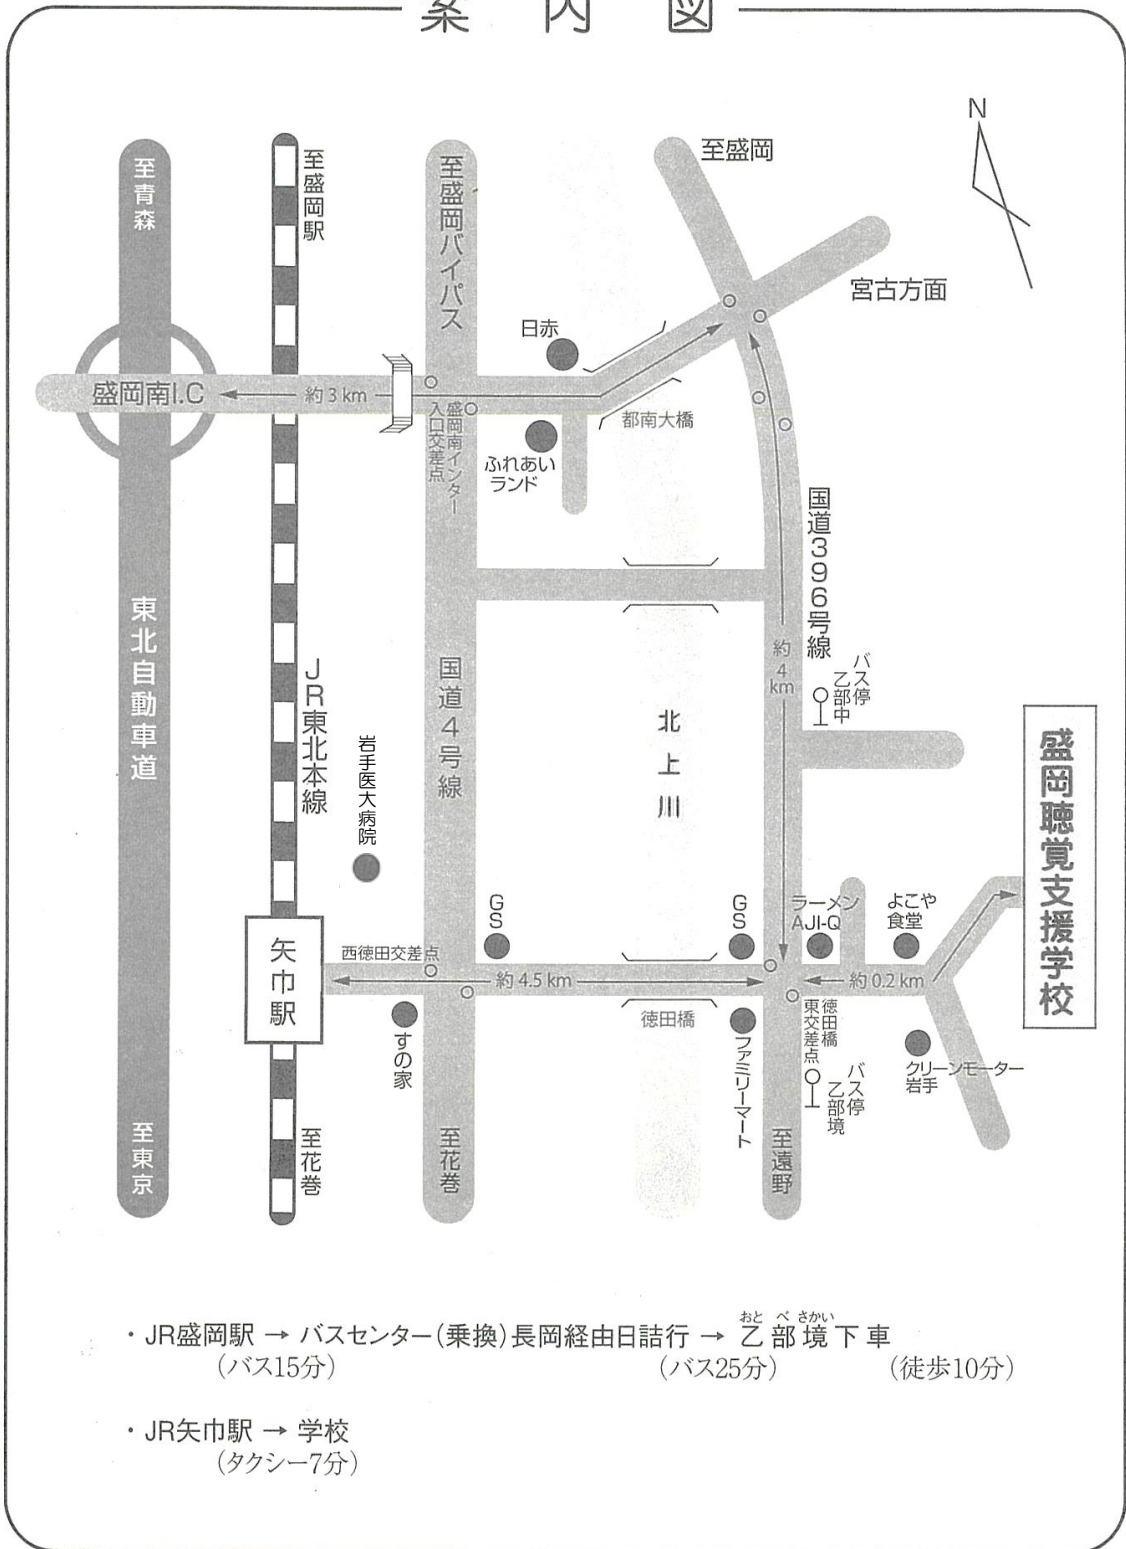 案内図
N
至青森
至盛岡駅
至盛岡バイパス
至盛岡
宮古方面
日赤
盛岡南I.C
約3km
盛岡南インター
入口交差点
都南大橋
ふれあい
ランド
国道396号線
約
4
km
バス停
乙部中
東北自動車道
JR東北本線
岩手医大病院
国道4号線
北上川
盛岡聴覚支援学校
矢巾駅
西徳田交差点
GS
約4.5km
GS
ラーメン
AJI-Q
よこや
食堂
約0.2km
すの家
徳田橋
ファミリーマート
徳田橋
東交差点
バス停
乙部境
クリーンモーター
岩手
至東京
至花巻
至花巻
至遠野
・JR盛岡駅 → バスセンター(乗換)長岡経由日詰行 → 乙部境下車
おとべさかい
(バス15分) (バス25分) (徒歩10分)
・JR矢巾駅 → 学校
(タクシー7分)